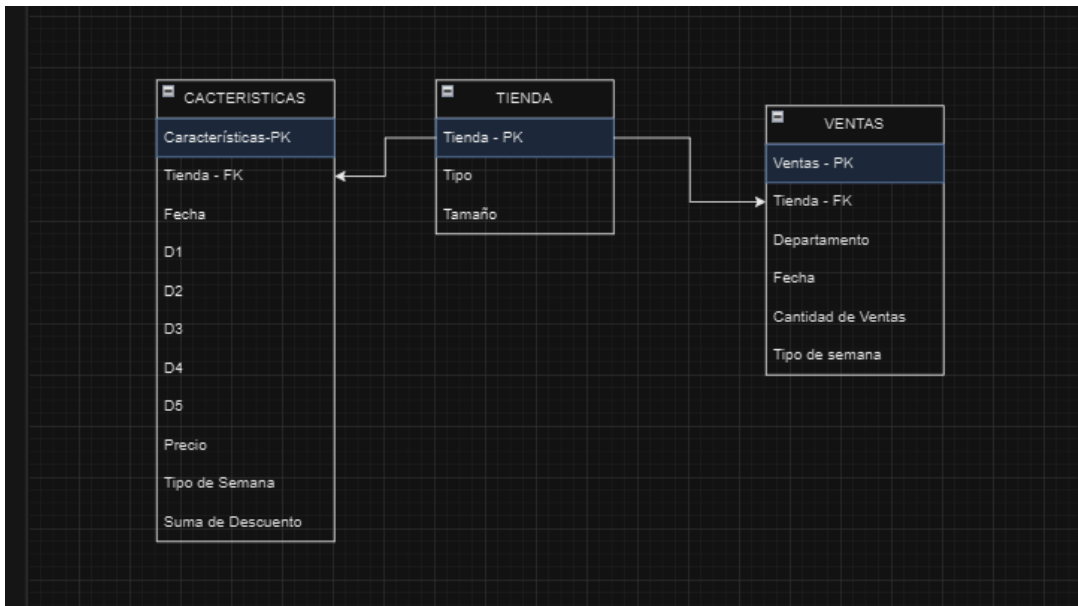 CACTERISTICAS
Características-PK
Tienda - FK
Fecha
D1
D2
D3
D4
D5
Precio
Tipo de Semana
Suma de Descuento
TIENDA
Tienda - PK
Tipo
Tamaño
VENTAS
Ventas - PK
Tienda - FK
Departamento
Fecha
Cantidad de Ventas
Tipo de semana